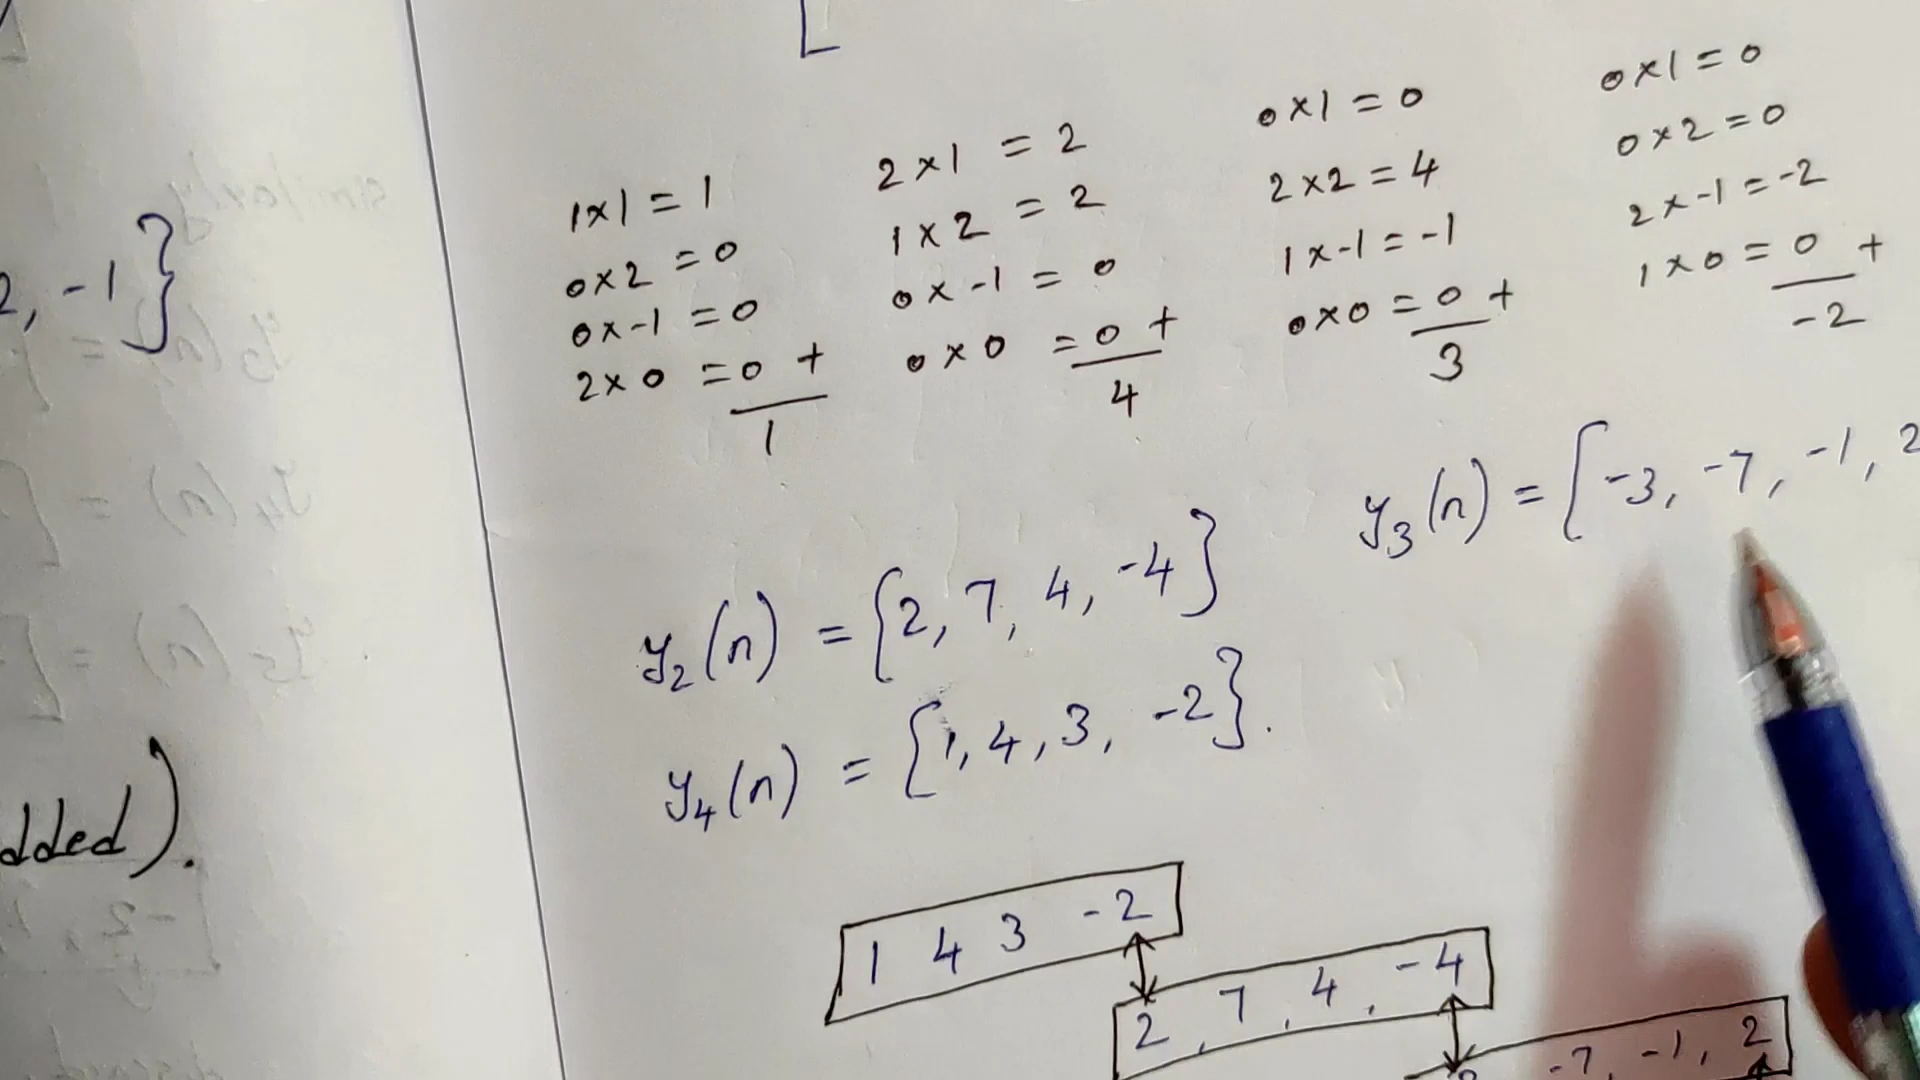 2, -1}
dded).
1x1 = 1
0x2 = 0
0x-1 = 0
2x0 = 0 +
1
2x1 = 2
1x2 = 2
0x-1 = 0
0x0 = 0 +
4
0x1 = 0
2x2 = 4
1x-1 = -1
0x0 = 0 +
3
0x1 = 0
0x2 = 0
2x-1 = -2
1x0 = 0 +
-2
y3(n) = [-3, -7, -1, 2
y2(n) = {2, 7, 4, -4}
y4(n) = {1, 4, 3, -2}.
1 4 3 -2
2, 7, 4, -4
-7, -1, 2